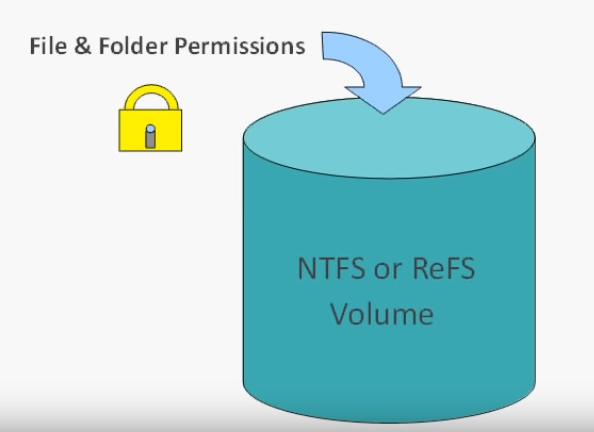 File & Folder Permissions
NTFS or ReFS
Volume